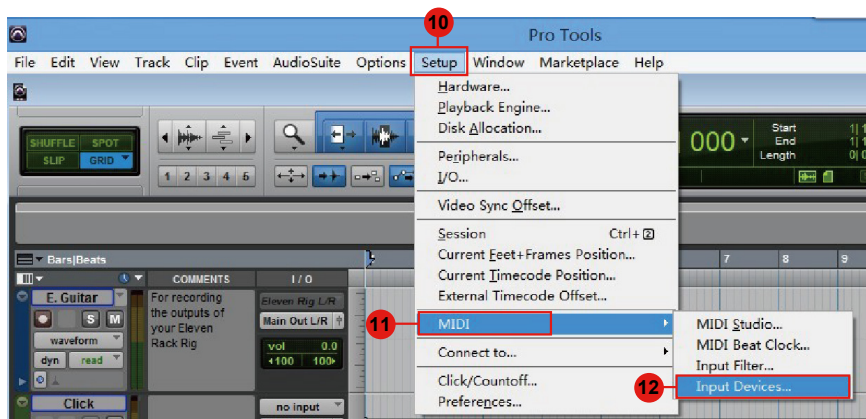 10
Pro Tools
File Edit View Track Clip Event AudioSuite Options Setup Window Marketplace Help
Hardware...
Playback Engine...
Disk Allocation...
Peripherals...
I/O...
Video Sync Offset...
Session Ctrl+2
Current Feet+Frames Position...
Current Timecode Position...
External Timecode Offset...
11
MIDI
Connect to...
Click/Countoff...
Preferences...
MIDI Studio...
MIDI Beat Clock...
Input Filter...
12
Input Devices...
SHUFFLE SPOT
SLIP GRID
1 2 3 4 5
000
Start
End
Length
Bars|Beats
7 8 9
COMMENTS I/O
E. Guitar
S M
waveform
dyn read
For recording
the outputs of
your Eleven
Rack Rig
Eleven Rig L/R
Main Out L/R
vol 0.0
100 100
Click
no input